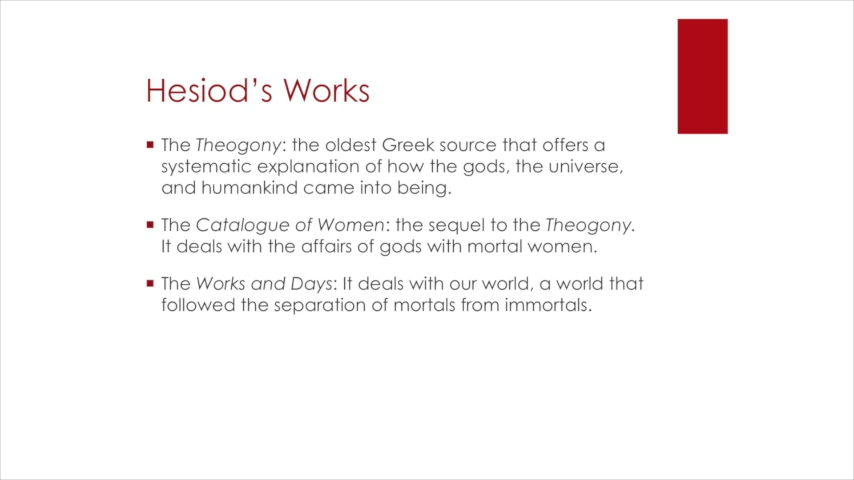 Hesiod's Works
▪ The Theogony: the oldest Greek source that offers a
systematic explanation of how the gods, the universe,
and humankind came into being.
▪ The Catalogue of Women: the sequel to the Theogony.
It deals with the affairs of gods with mortal women.
▪ The Works and Days: It deals with our world, a world that
followed the separation of mortals from immortals.